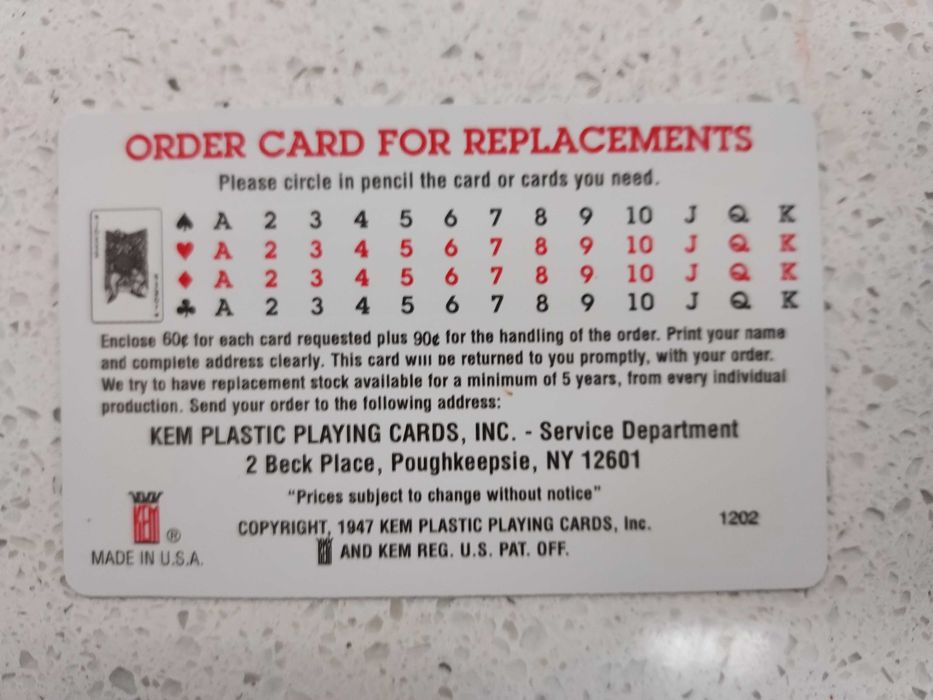 ORDER CARD FOR REPLACEMENTS
Please circle in pencil the card or cards you need.
♠ A 2 3 4 5 6 7 8 9 10 J Q K
♥ A 2 3 4 5 6 7 8 9 10 J Q K
♦ A 2 3 4 5 6 7 8 9 10 J Q K
♣ A 2 3 4 5 6 7 8 9 10 J Q K
Enclose 60¢ for each card requested plus 90¢ for the handling of the order. Print your name
and complete address clearly. This card will be returned to you promptly, with your order.
We try to have replacement stock available for a minimum of 5 years, from every individual
production. Send your order to the following address:
KEM PLASTIC PLAYING CARDS, INC. - Service Department
2 Beck Place, Poughkeepsie, NY 12601
"Prices subject to change without notice"
KEM ®
MADE IN U.S.A.
COPYRIGHT, 1947 KEM PLASTIC PLAYING CARDS, Inc.
AND KEM REG. U.S. PAT. OFF.
1202